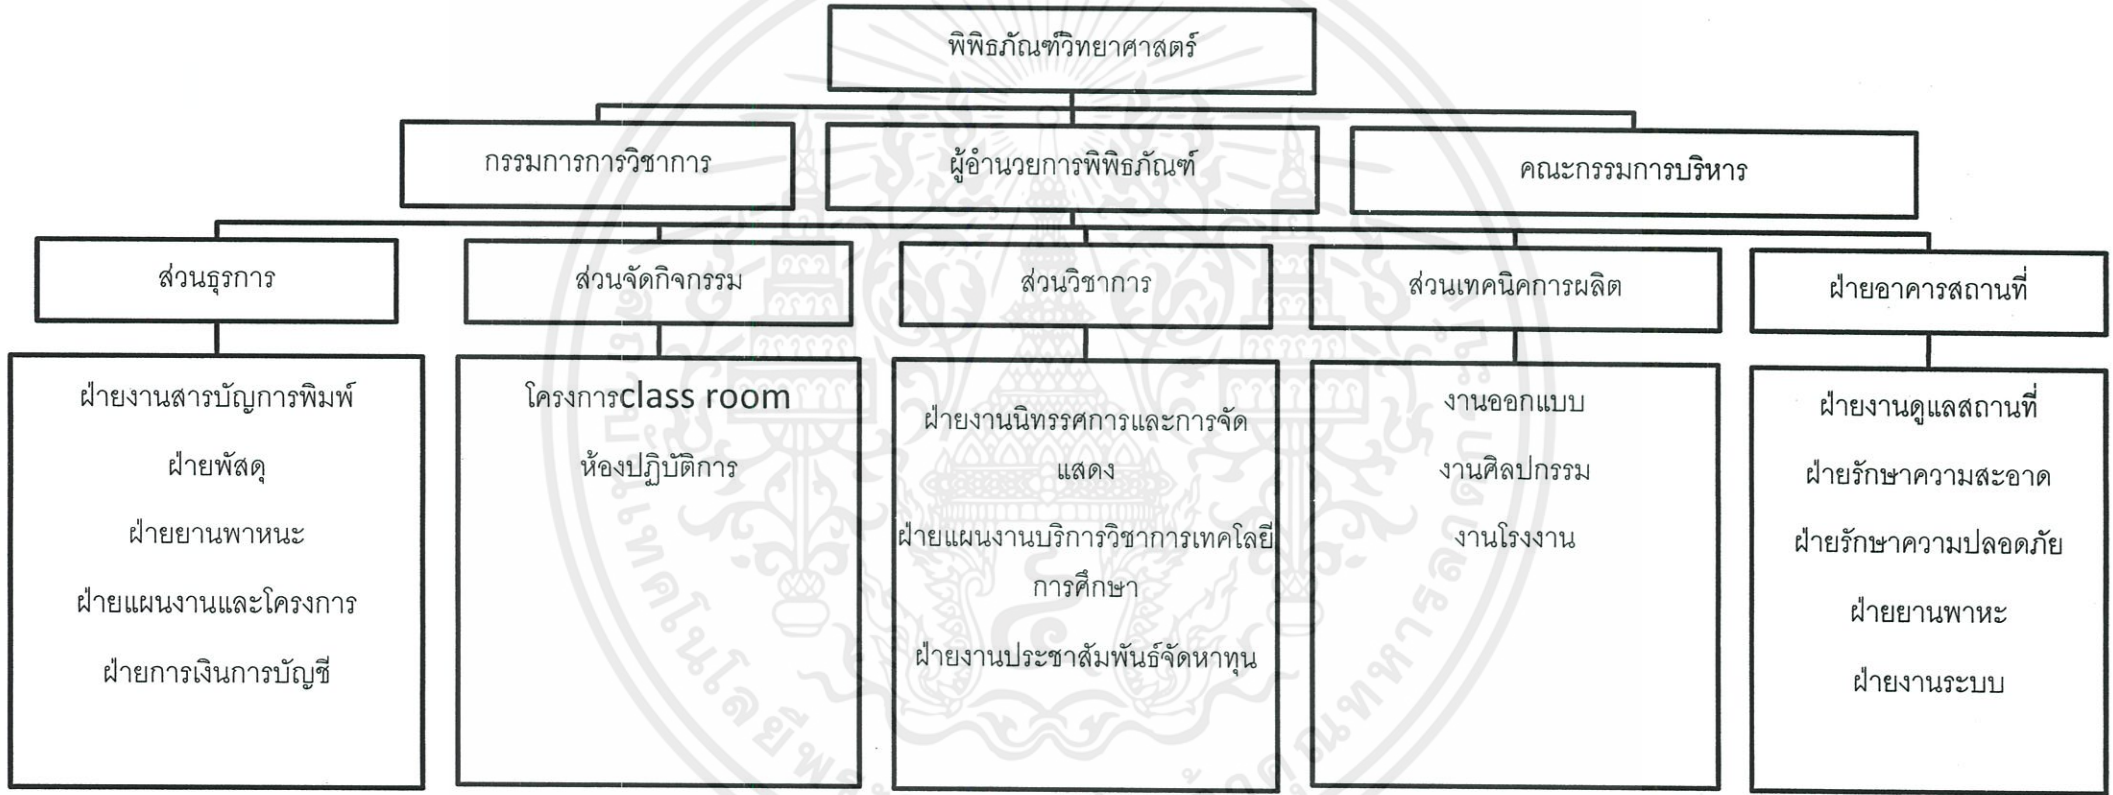 พิพิธภัณฑ์วิทยาศาสตร์
กรรมการการวิชาการ
ผู้อำนวยการพิพิธภัณฑ์
คณะกรรมการบริหาร
ส่วนธุรการ
ส่วนจัดกิจกรรม
ส่วนวิชาการ
ส่วนเทคนิคการผลิต
ฝ่ายอาคารสถานที่
ฝ่ายงานสารบัญการพิมพ์
ฝ่ายพัสดุ
ฝ่ายยานพาหนะ
ฝ่ายแผนงานและโครงการ
ฝ่ายการเงินการบัญชี
โครงการclass room
ห้องปฏิบัติการ
ฝ่ายงานนิทรรศการและการจัด
แสดง
ฝ่ายแผนงานบริการวิชาการเทคโลยี
การศึกษา
ฝ่ายงานประชาสัมพันธ์จัดหาทุน
งานออกแบบ
งานศิลปกรรม
งานโรงงาน
ฝ่ายงานดูแลสถานที่
ฝ่ายรักษาความสะอาด
ฝ่ายรักษาความปลอดภัย
ฝ่ายยานพาหะ
ฝ่ายงานระบบ